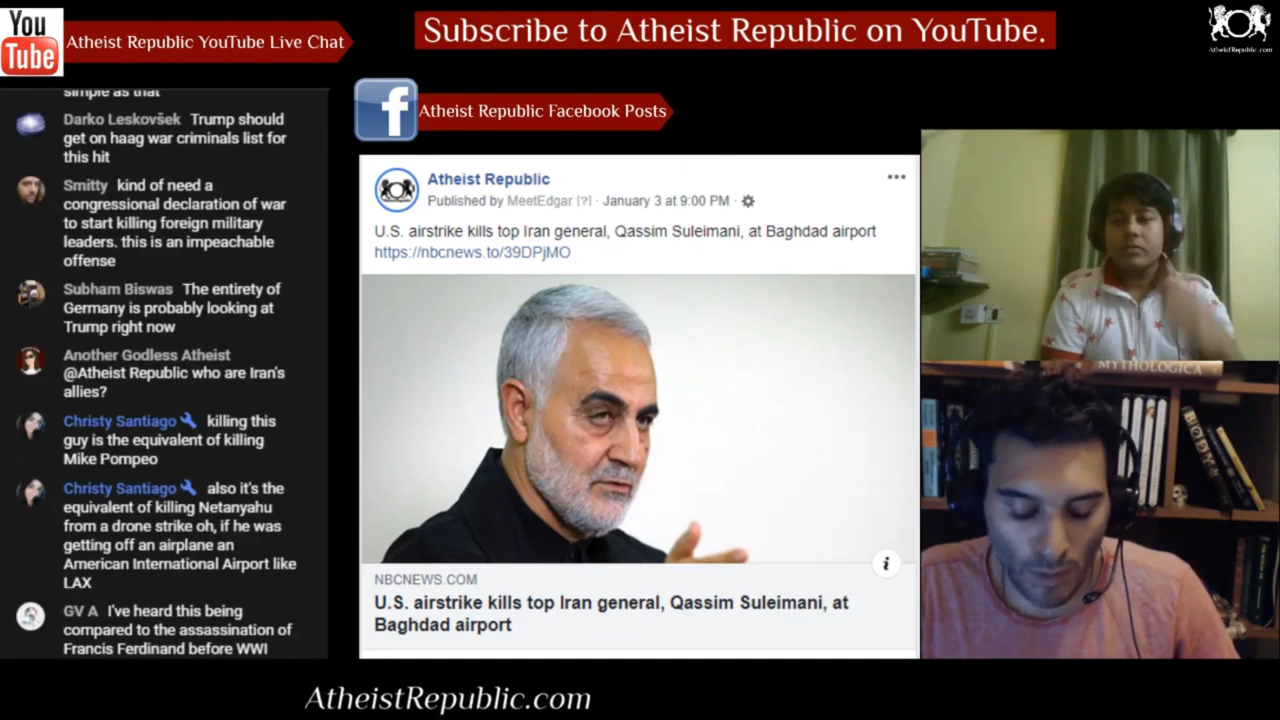 You
Tube
Atheist Republic YouTube Live Chat
Subscribe to Atheist Republic on YouTube.
AtheistRepublic.com
simple as that
Darko Leskovšek Trump should
get on haag war criminals list for
this hit
Smitty kind of need a
congressional declaration of war
to start killing foreign military
leaders. this is an impeachable
offense
Subham Biswas The entirety of
Germany is probably looking at
Trump right now
Another Godless Atheist
@Atheist Republic who are Iran's
allies?
Christy Santiago killing this
guy is the equivalent of killing
Mike Pompeo
Christy Santiago also it's the
equivalent of killing Netanyahu
from a drone strike oh, if he was
getting off an airplane an
American International Airport like
LAX
GV A I've heard this being
compared to the assassination of
Francis Ferdinand before WWI
f
Atheist Republic Facebook Posts
Atheist Republic
Published by MeetEdgar [?] · January 3 at 9:00 PM ·
U.S. airstrike kills top Iran general, Qassim Suleimani, at Baghdad airport
https://nbcnews.to/39DPjMO
i
NBCNEWS.COM
U.S. airstrike kills top Iran general, Qassim Suleimani, at
Baghdad airport
MYTHOLOGICA
BODY
AtheistRepublic.com